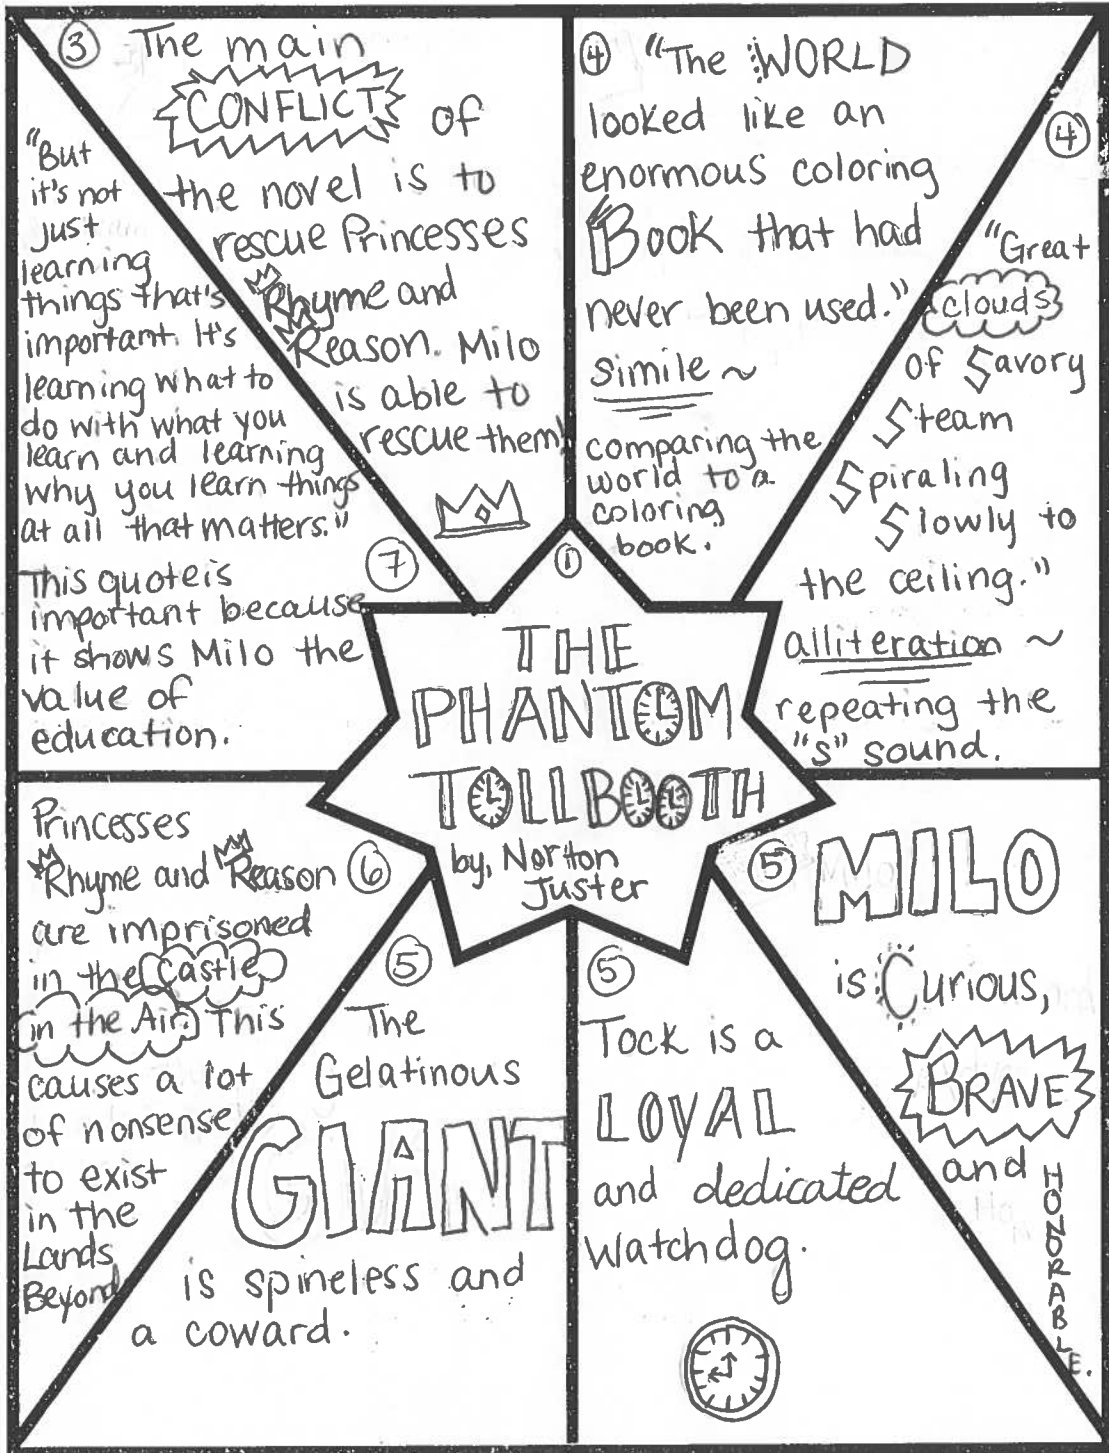 ①
THE
PHANTOM
TOLLBOOTH
by, Norton
Juster
③ The main
CONFLICT of
the novel is to
rescue Princesses
Rhyme and
Reason. Milo
is able to
rescue them!
④ "The WORLD
looked like an
enormous coloring
Book that had
never been used."
simile ~
comparing the
world to a
coloring
book.
④
"Great
clouds
of Savory
Steam
Spiraling
Slowly to
the ceiling."
alliteration ~
repeating the
"s" sound.
⑤ MILO
is Curious,
BRAVE
and HONORABLE.
⑤
Tock is a
LOYAL
and dedicated
watchdog.
⑤
The
Gelatinous
GIANT
is spineless and
a coward.
Princesses
Rhyme and Reason ⑥
are imprisoned
in the Castle
in the Air. This
causes a lot
of nonsense
to exist
in the
Lands
Beyond
"But
it's not
just
learning
things that's
important. It's
learning what to
do with what you
learn and learning
why you learn things
at all that matters."
⑦
This quote is
important because
it shows Milo the
value of
education.